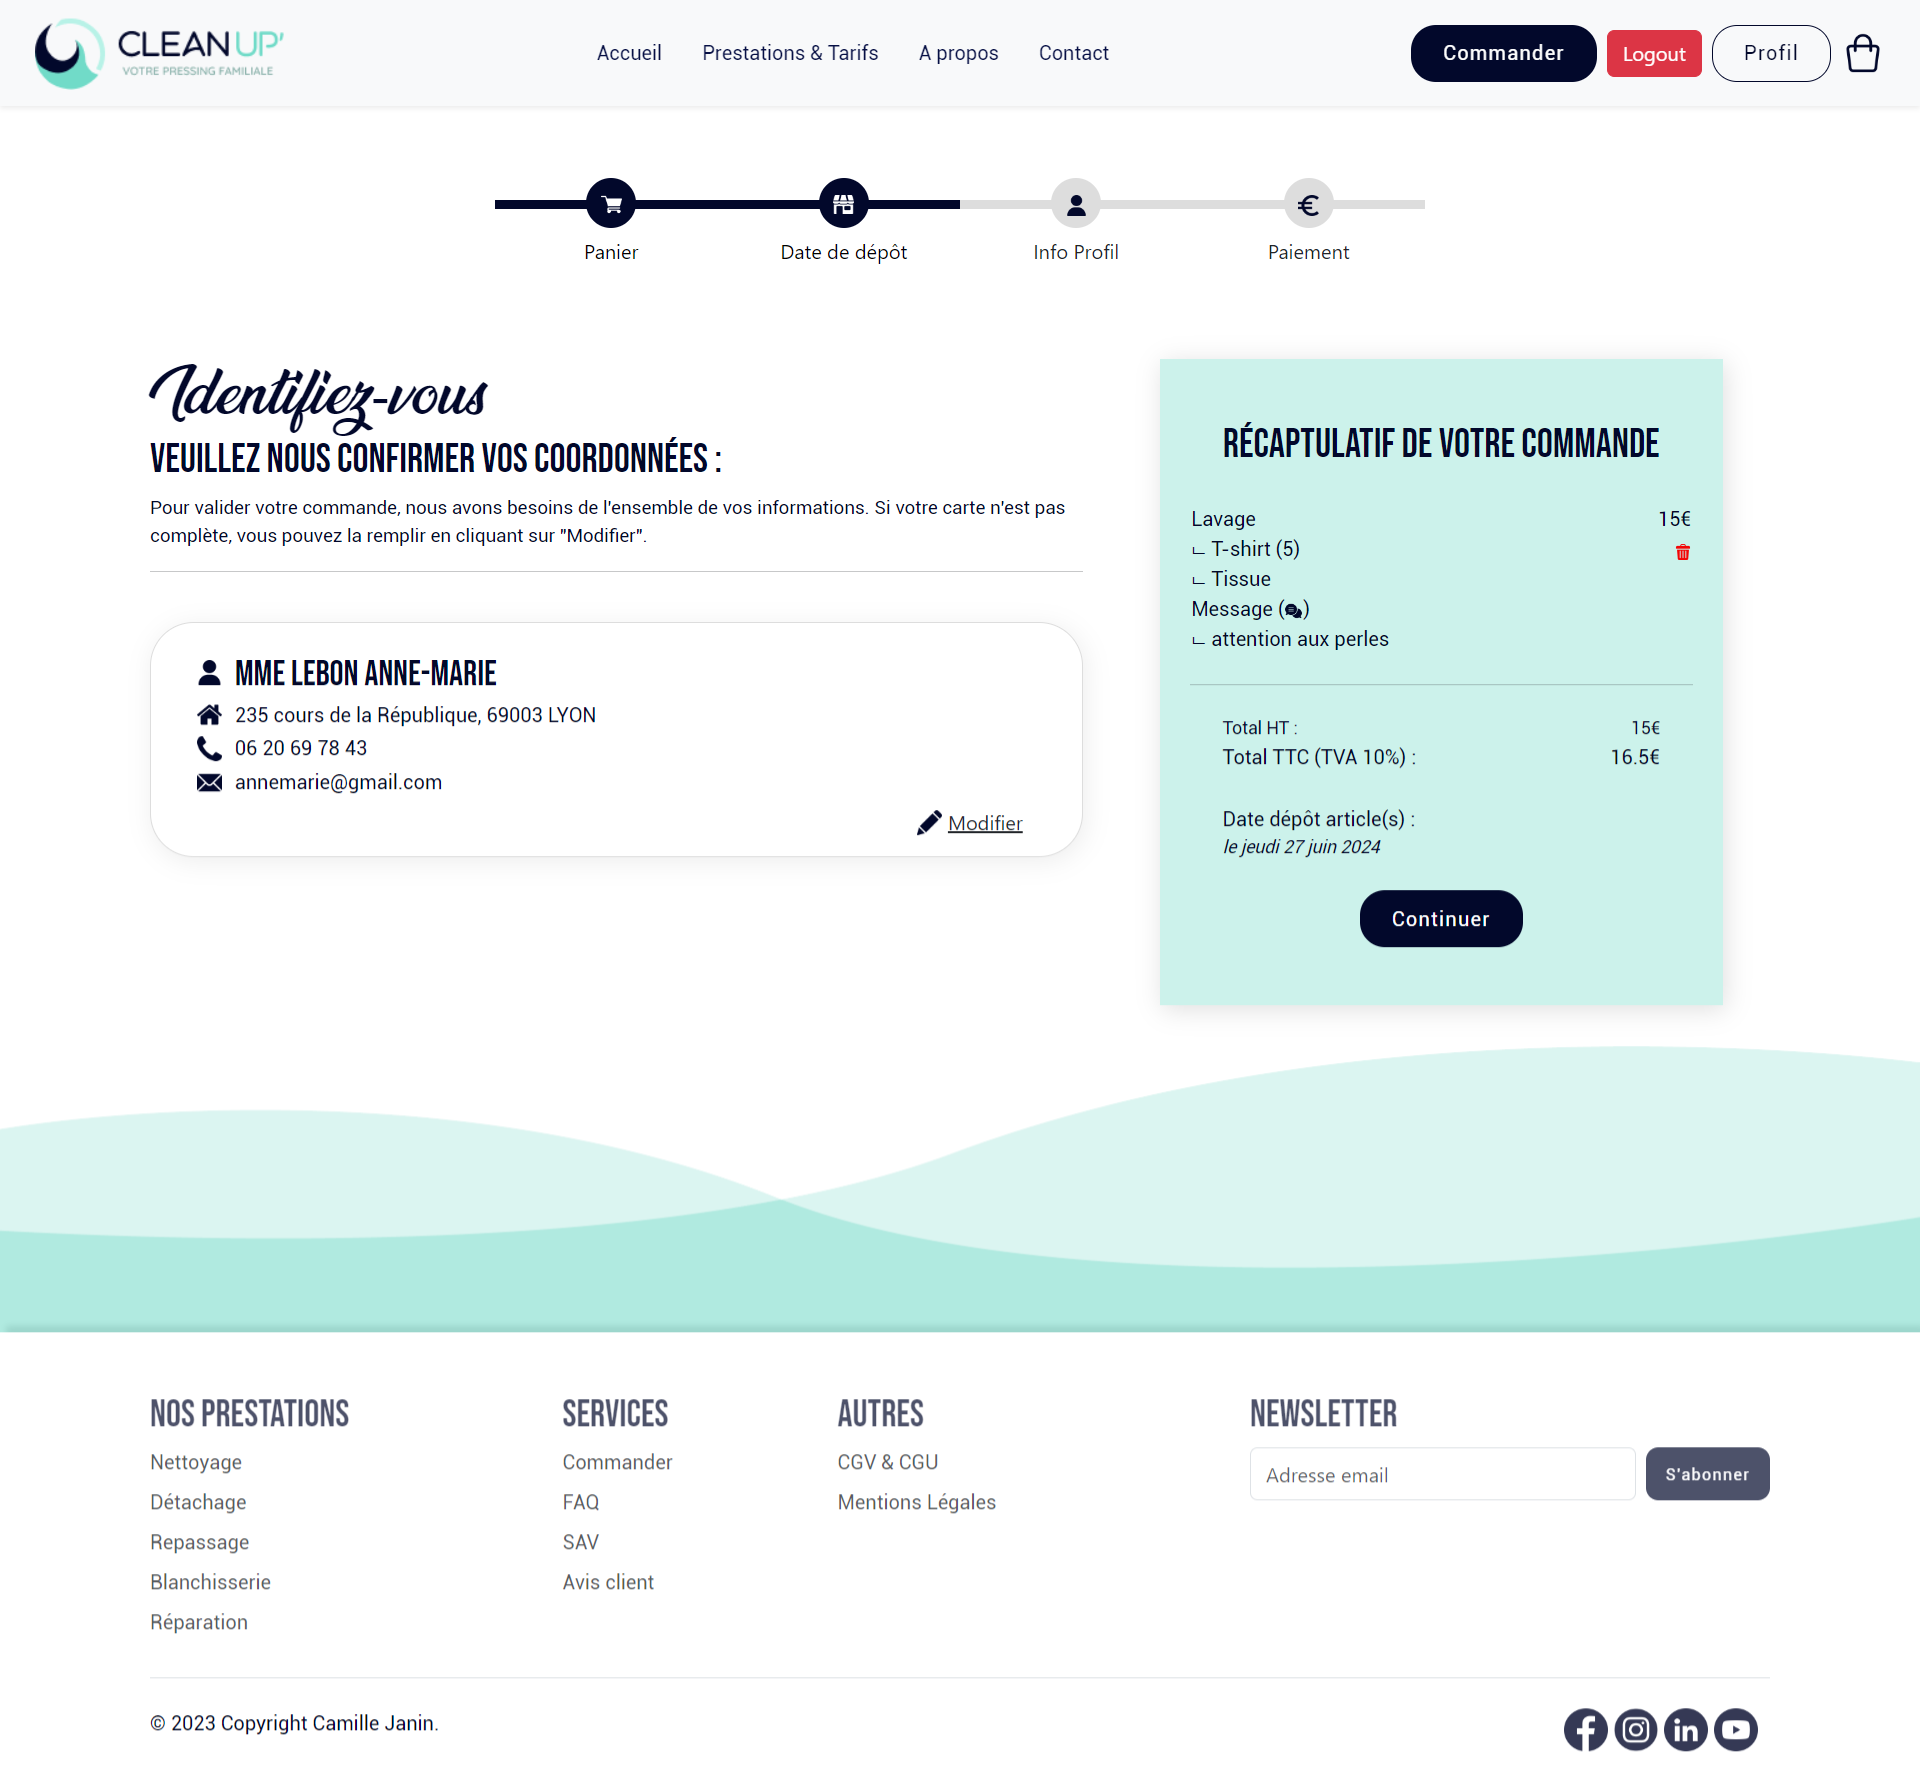 CLEAN UP'
VOTRE PRESSING FAMILIALE
Accueil
Prestations & Tarifs
A propos
Contact
Commander
Logout
Profil
Panier
Date de dépôt
Info Profil
Paiement
Identifiez-vous
VEUILLEZ NOUS CONFIRMER VOS COORDONNÉES :
Pour valider votre commande, nous avons besoins de l'ensemble de vos informations. Si votre carte n'est pas
complète, vous pouvez la remplir en cliquant sur "Modifier".
MME LEBON ANNE-MARIE
235 cours de la République, 69003 LYON
06 20 69 78 43
annemarie@gmail.com
Modifier
RÉCAPTULATIF DE VOTRE COMMANDE
Lavage 15€
T-shirt (5)
Tissue
Message ()
attention aux perles
Total HT : 15€
Total TTC (TVA 10%) : 16.5€
Date dépôt article(s) :
le jeudi 27 juin 2024
Continuer
NOS PRESTATIONS
Nettoyage
Détachage
Repassage
Blanchisserie
Réparation
SERVICES
Commander
FAQ
SAV
Avis client
AUTRES
CGV & CGU
Mentions Légales
NEWSLETTER
Adresse email
S'abonner
© 2023 Copyright Camille Janin.